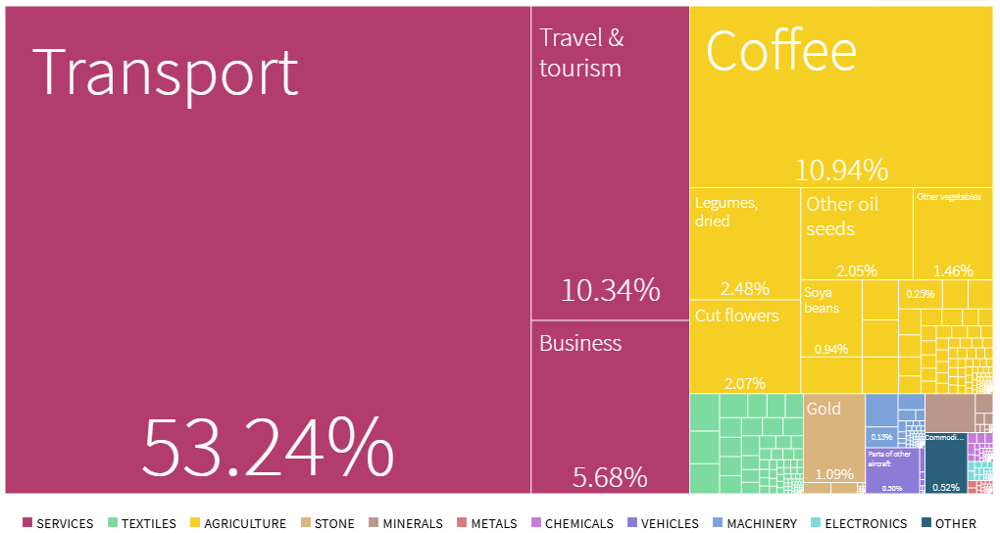 Transport
53.24%
Travel &
tourism
10.34%
Business
5.68%
Coffee
10.94%
Legumes,
dried
2.48%
Other oil
seeds
2.05%
Other vegetables
1.46%
Cut flowers
2.07%
Soya
beans
0.94%
0.25%
Gold
1.09%
0.13%
Parts of other
aircraft
0.50%
Commodi...
0.52%
SERVICES TEXTILES AGRICULTURE STONE MINERALS METALS CHEMICALS VEHICLES MACHINERY ELECTRONICS OTHER